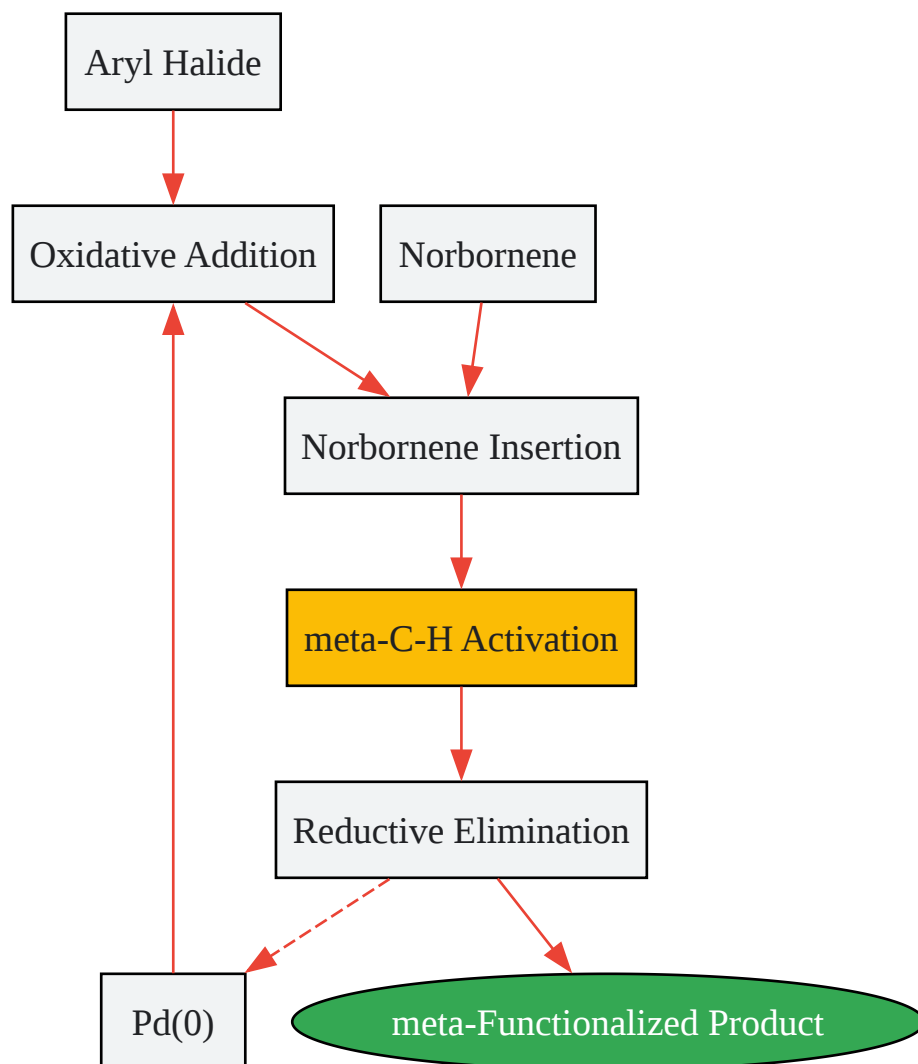 Aryl Halide
Oxidative Addition
Norbornene
Norbornene Insertion
meta-C-H Activation
Reductive Elimination
Pd(0)
meta-Functionalized Product